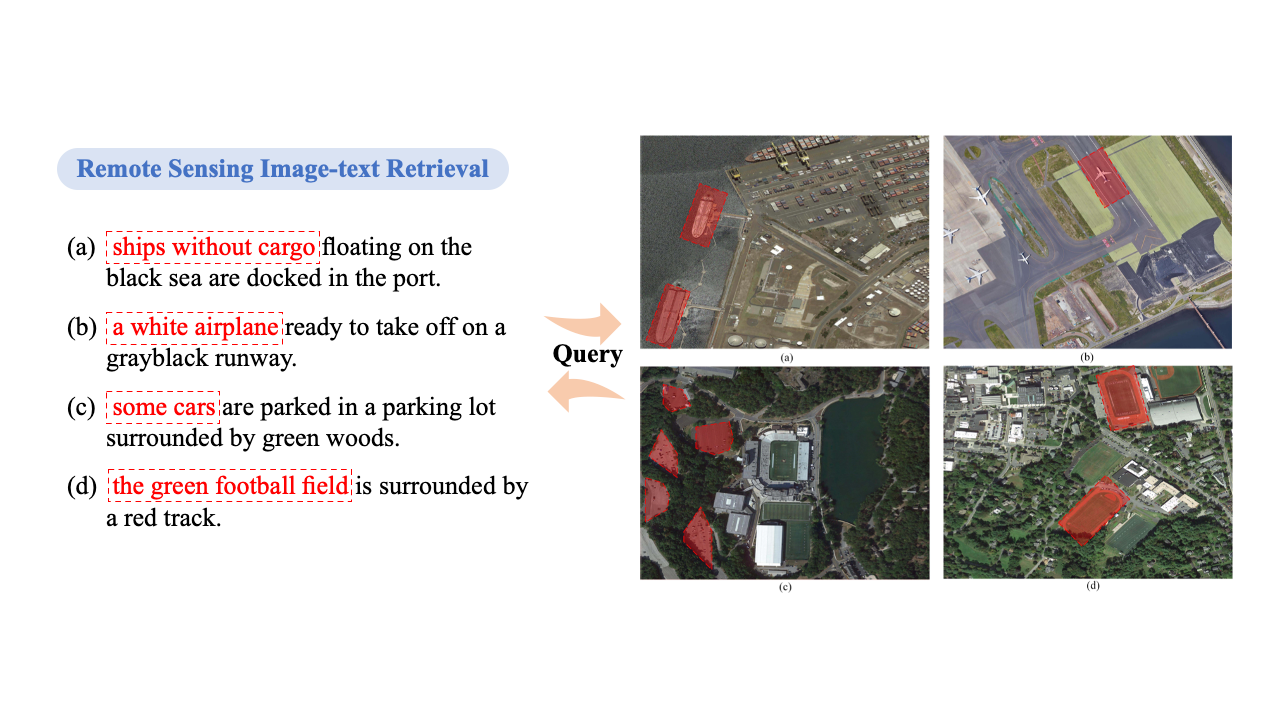 Remote Sensing Image-text Retrieval
(a) ships without cargo floating on the
black sea are docked in the port.
(b) a white airplane ready to take off on a
grayblack runway.
(c) some cars are parked in a parking lot
surrounded by green woods.
(d) the green football field is surrounded by
a red track.
Query
(a)
(b)
(c)
(d)